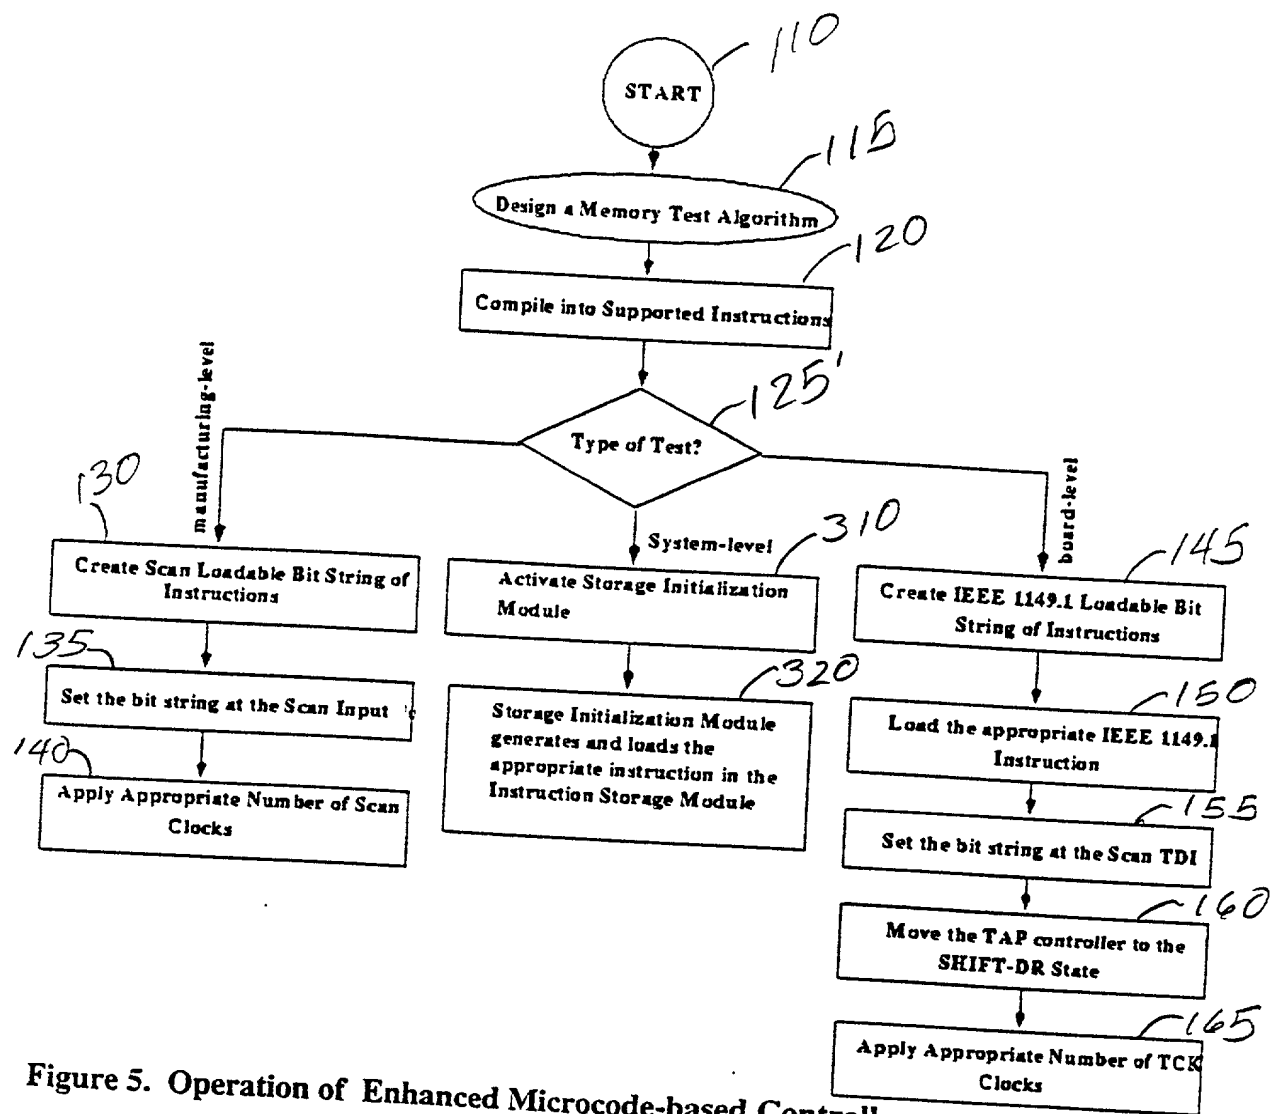 110
START
115
Design a Memory Test Algorithm
120
Compile into Supported Instructions
125'
Type of Test?
manufacturing-level
System-level
board-level
130
Create Scan Loadable Bit String of
Instructions
135
Set the bit string at the Scan Input
140
Apply Appropriate Number of Scan
Clocks
310
Activate Storage Initialization
Module
320
Storage Initialization Module
generates and loads the
appropriate instruction in the
Instruction Storage Module
145
Create IEEE 1149.1 Loadable Bit
String of Instructions
150
Load the appropriate IEEE 1149.1
Instruction
155
Set the bit string at the Scan TDI
160
Move the TAP controller to the
SHIFT-DR State
165
Apply Appropriate Number of TCK
Clocks
Figure 5. Operation of Enhanced Microcode-based